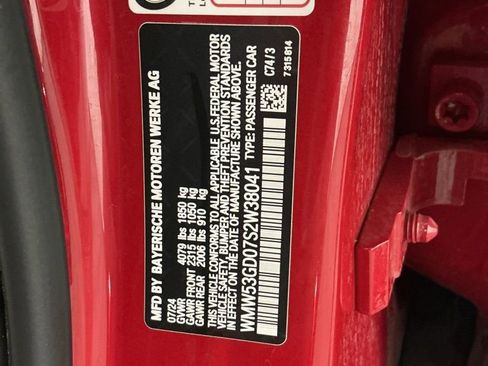 MFD BY BAYERISCHE MOTOREN WERKE AG
07/24
GVWR 4079 lbs 1850 kg
GAWR FRONT 2315 lbs 1050 kg
GAWR REAR 2006 lbs 910 kg
THIS VEHICLE CONFORMS TO ALL APPLICABLE U.S. FEDERAL MOTOR
VEHICLE SAFETY, BUMPER AND THEFT PREVENTION STANDARDS
IN EFFECT ON THE DATE OF MANUFACTURE SHOWN ABOVE.
WMW53GD07S2W38041 TYPE: PASSENGER CAR
C74/3
7 315 814